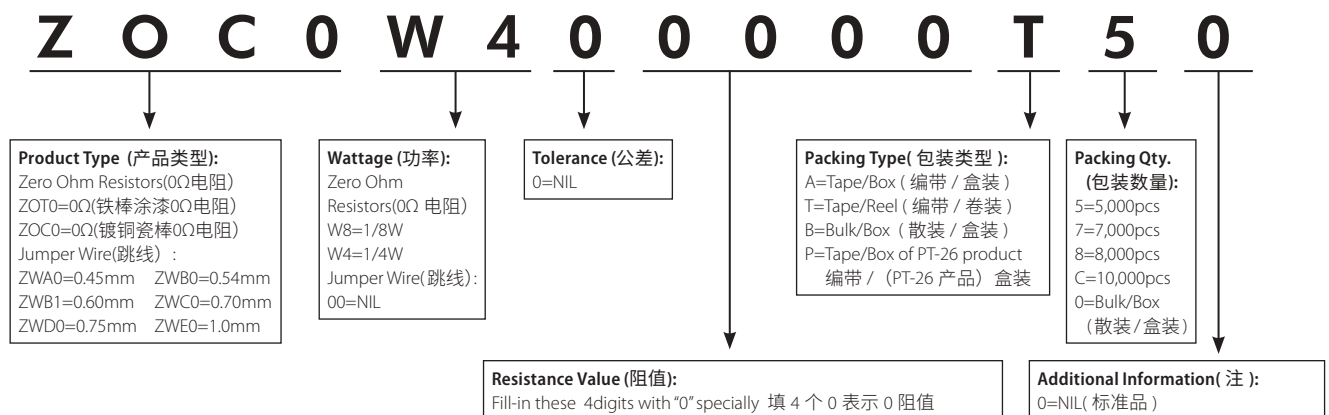 Z O C 0 W 4 0 0 0 0 0 T 5 0
Product Type (产品类型):
Zero Ohm Resistors(0Ω电阻)
ZOT0=0Ω(铁棒涂漆0Ω电阻)
ZOC0=0Ω(镀铜瓷棒0Ω电阻)
Jumper Wire(跳线):
ZWA0=0.45mm ZWB0=0.54mm
ZWB1=0.60mm ZWC0=0.70mm
ZWD0=0.75mm ZWE0=1.0mm
Wattage (功率):
Zero Ohm
Resistors(0Ω 电阻)
W8=1/8W
W4=1/4W
Jumper Wire(跳线):
00=NIL
Tolerance (公差):
0=NIL
Packing Type( 包装类型 ):
A=Tape/Box ( 编带 / 盒装 )
T=Tape/Reel ( 编带 / 卷装 )
B=Bulk/Box ( 散装 / 盒装 )
P=Tape/Box of PT-26 product
编带 / (PT-26 产品) 盒装
Packing Qty.
(包装数量):
5=5,000pcs
7=7,000pcs
8=8,000pcs
C=10,000pcs
0=Bulk/Box
(散装 / 盒装)
Resistance Value (阻值):
Fill-in these 4digits with "0" specially 填 4 个 0 表示 0 阻值
Additional Information( 注 ):
0=NIL( 标准品 )